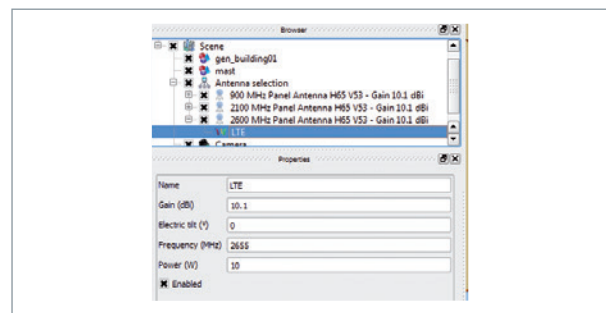 Browser
Scene
gen_building01
mast
Antenna selection
900 MHz Panel Antenna H65 V53 - Gain 10.1 dBi
2100 MHz Panel Antenna H65 V53 - Gain 10.1 dBi
2600 MHz Panel Antenna H65 V53 - Gain 10.1 dBi
LTE
Camera
Properties
Name LTE
Gain (dBi) 10.1
Electric tilt (°) 0
Frequency (MHz) 2655
Power (W) 10
Enabled